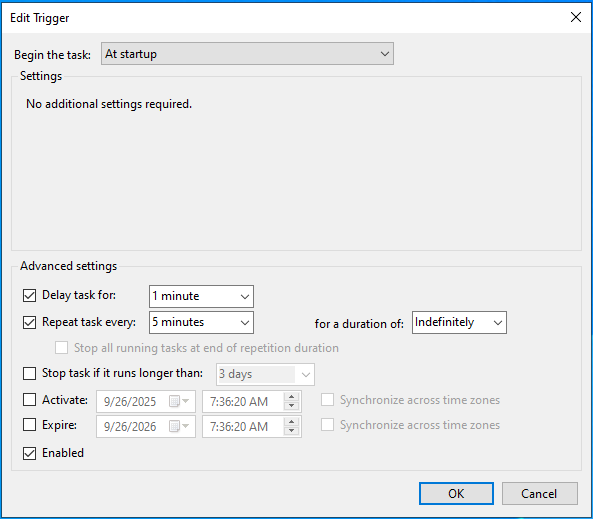 Edit Trigger
Begin the task: At startup
Settings
No additional settings required.
Advanced settings
Delay task for: 1 minute
Repeat task every: 5 minutes for a duration of: Indefinitely
Stop all running tasks at end of repetition duration
Stop task if it runs longer than: 3 days
Activate: 9/26/2025 7:36:20 AM Synchronize across time zones
Expire: 9/26/2026 7:36:20 AM Synchronize across time zones
Enabled
OK Cancel